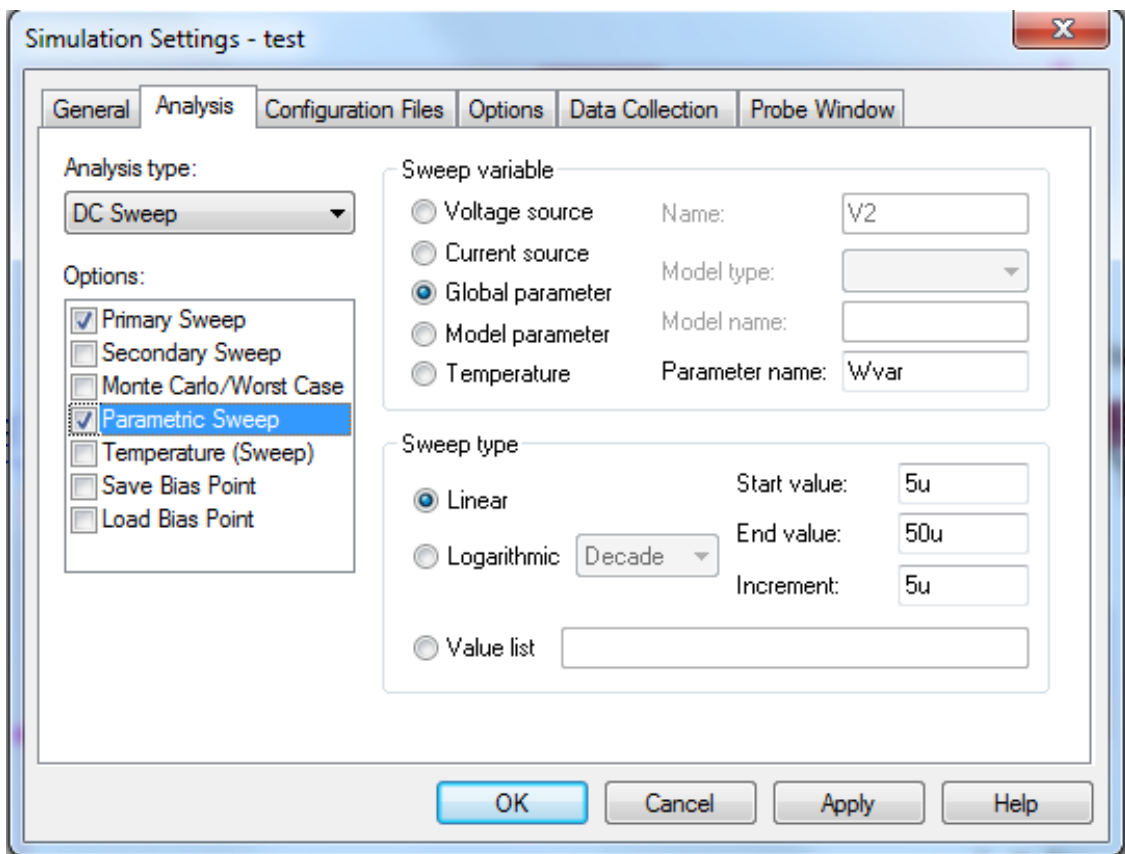 Simulation Settings - test
x
General Analysis Configuration Files Options Data Collection Probe Window
Analysis type:
DC Sweep
Options:
Primary Sweep
Secondary Sweep
Monte Carlo/Worst Case
Parametric Sweep
Temperature (Sweep)
Save Bias Point
Load Bias Point
Sweep variable
Voltage source
Current source
Global parameter
Model parameter
Temperature
Name: V2
Model type:
Model name:
Parameter name: Wvar
Sweep type
Linear
Logarithmic Decade
Value list
Start value: 5u
End value: 50u
Increment: 5u
OK Cancel Apply Help